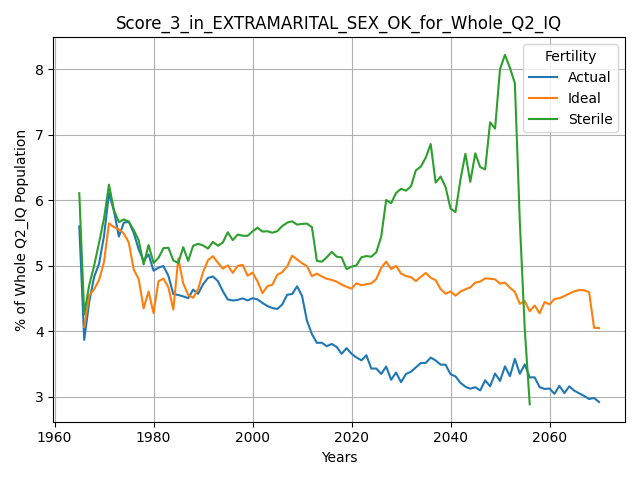 Score_3_in_EXTRAMARITAL_SEX_OK_for_Whole_Q2_IQ
Fertility
Actual
Ideal
Sterile
% of Whole Q2_IQ Population
8
7
6
5
4
3
1960
1980
2000
2020
2040
2060
Years